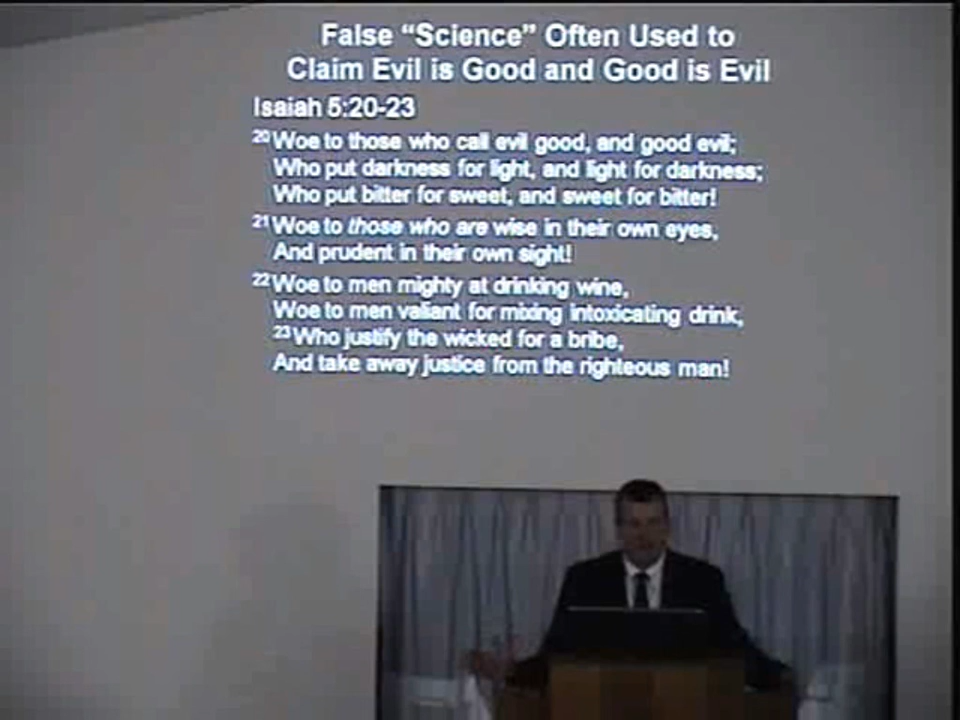 False “Science” Often Used to
Claim Evil is Good and Good is Evil
Isaiah 5:20-23
20 Woe to those who call evil good, and good evil;
Who put darkness for light, and light for darkness;
Who put bitter for sweet, and sweet for bitter!
21 Woe to those who are wise in their own eyes,
And prudent in their own sight!
22 Woe to men mighty at drinking wine,
Woe to men valiant for mixing intoxicating drink,
23 Who justify the wicked for a bribe,
And take away justice from the righteous man!